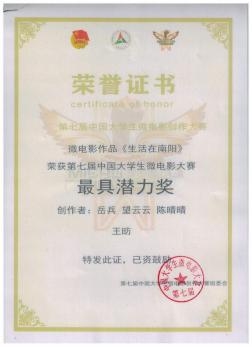 荣誉证书
certificate of honor
第七届中国大学生微电影创作大赛
微电影作品《生活在南阳》
荣获第七届中国大学生微电影大赛
最具潜力奖
创作者：岳兵 望云云 陈晴晴
王昉
特发此证，已资鼓励